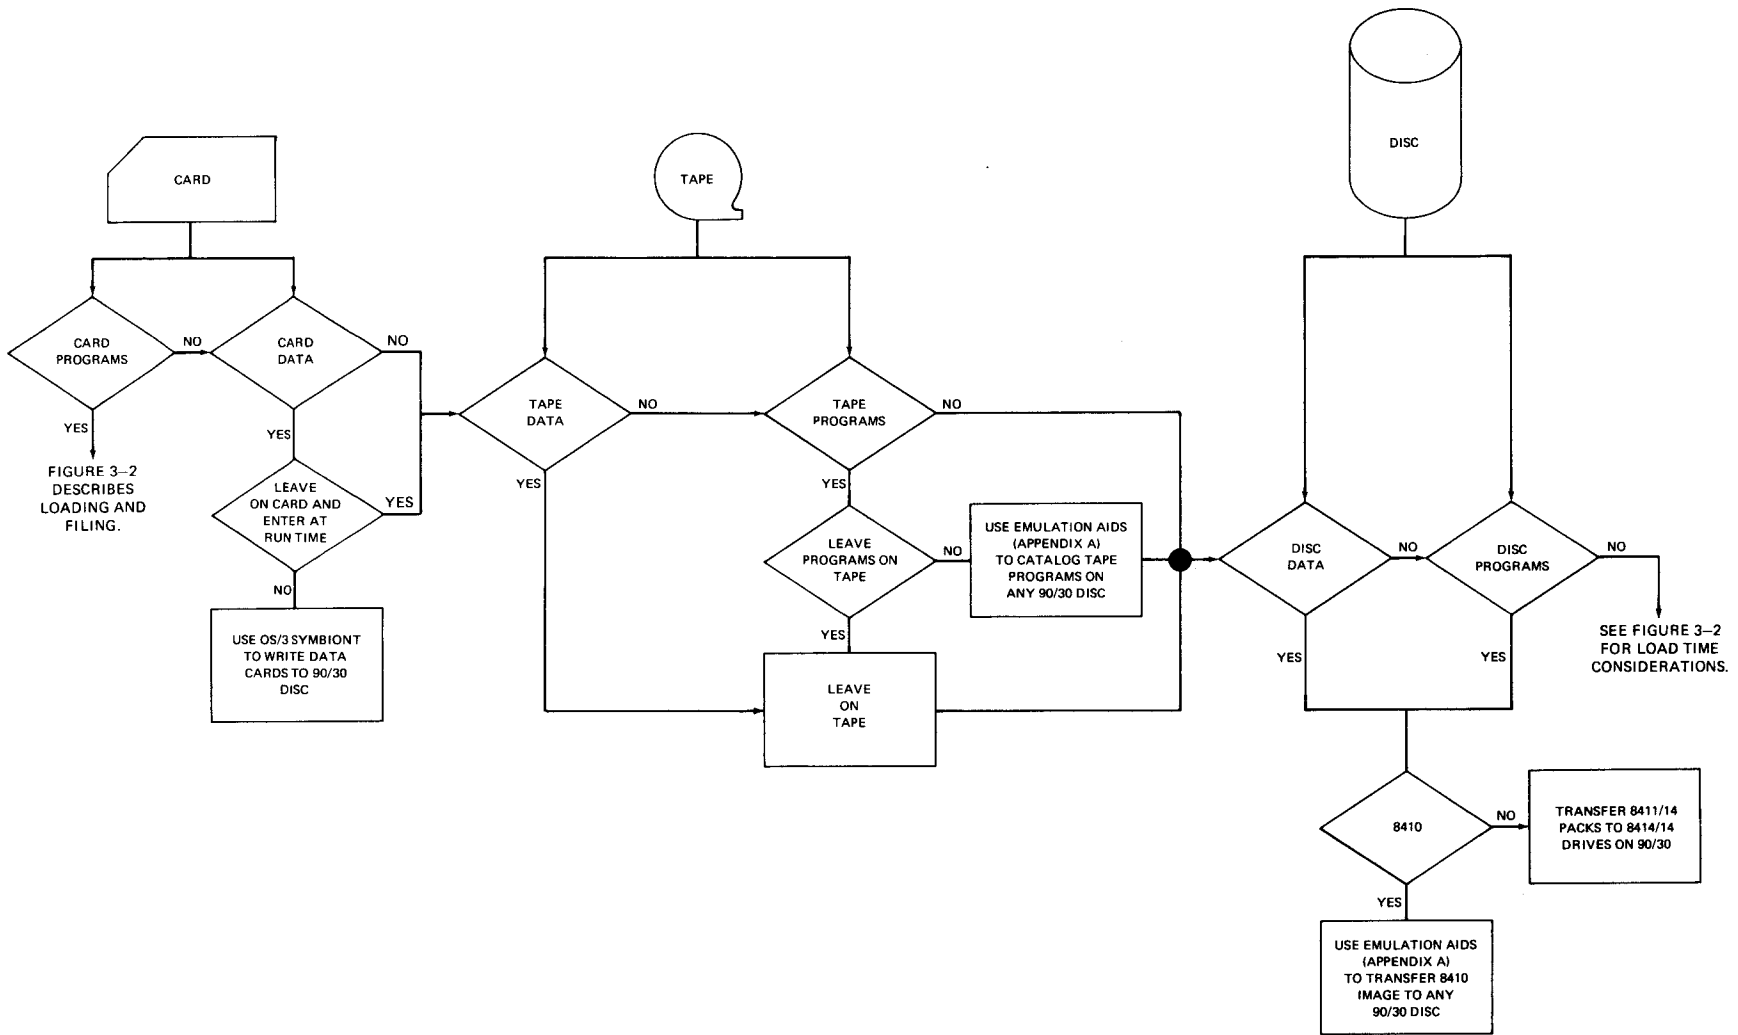 CARD
CARD
PROGRAMS
NO
YES
FIGURE 3–2
DESCRIBES
LOADING AND
FILING.
CARD
DATA
NO
YES
LEAVE
ON CARD AND
ENTER AT
RUN TIME
YES
NO
USE OS/3 SYMBIONT
TO WRITE DATA
CARDS TO 90/30
DISC
TAPE
TAPE
DATA
NO
YES
TAPE
PROGRAMS
NO
YES
LEAVE
PROGRAMS ON
TAPE
NO
YES
USE EMULATION AIDS
(APPENDIX A)
TO CATALOG TAPE
PROGRAMS ON
ANY 90/30 DISC
LEAVE
ON
TAPE
DISC
DISC
DATA
NO
YES
DISC
PROGRAMS
NO
YES
SEE FIGURE 3–2
FOR LOAD TIME
CONSIDERATIONS.
8410
NO
YES
TRANSFER 8411/14
PACKS TO 8414/14
DRIVES ON 90/30
USE EMULATION AIDS
(APPENDIX A)
TO TRANSFER 8410
IMAGE TO ANY
90/30 DISC